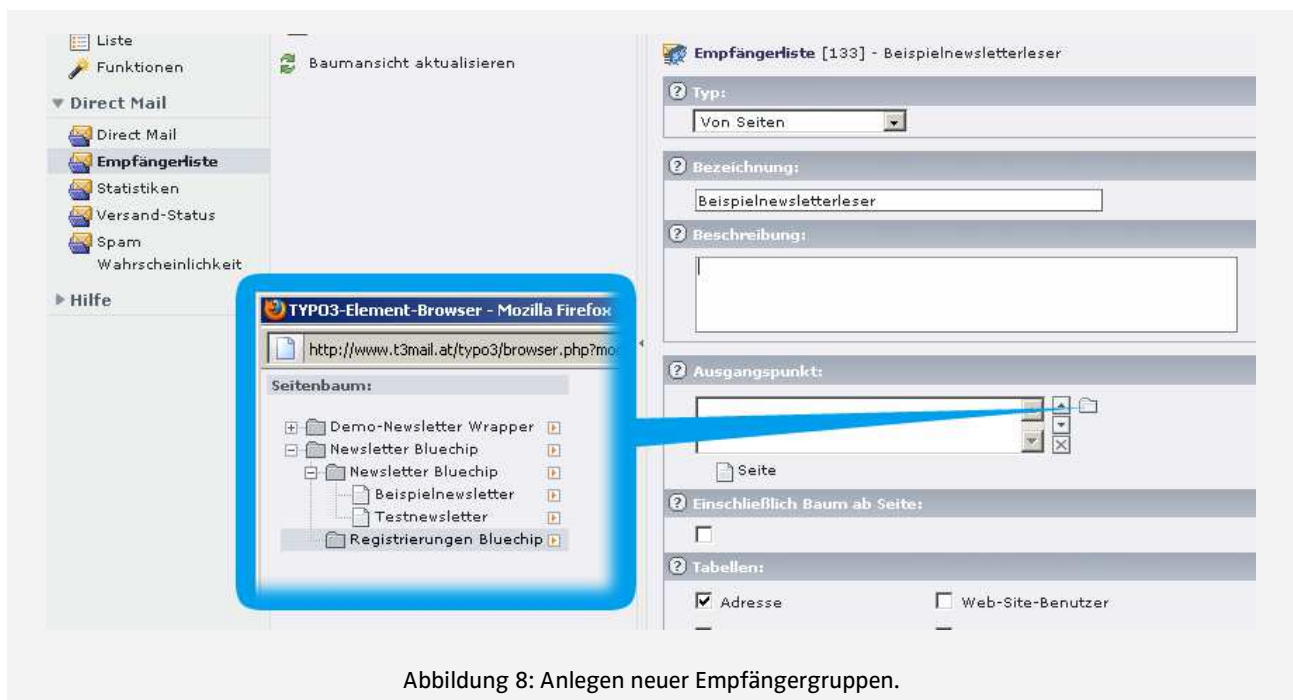 Liste
Funktionen
Direct Mail
Direct Mail
Empfängerliste
Statistiken
Versand-Status
Spam
Wahrscheinlichkeit
Hilfe
Baumansicht aktualisieren
TYPO3-Element-Browser - Mozilla Firefox
http://www.t3mail.at/typo3/browser.php?mo
Seitenbaum:
Demo-Newsletter Wrapper
Newsletter Bluechip
Newsletter Bluechip
Beispielnewsletter
Testnewsletter
Registrierungen Bluechip
Empfängerliste [133] - Beispielnewsletterleser
Typ:
Von Seiten
Bezeichnung:
Beispielnewsletterleser
Beschreibung:
Ausgangspunkt:
Seite
Einschließlich Baum ab Seite:
Tabellen:
Adresse
Web-Site-Benutzer
Abbildung 8: Anlegen neuer Empfängergruppen.